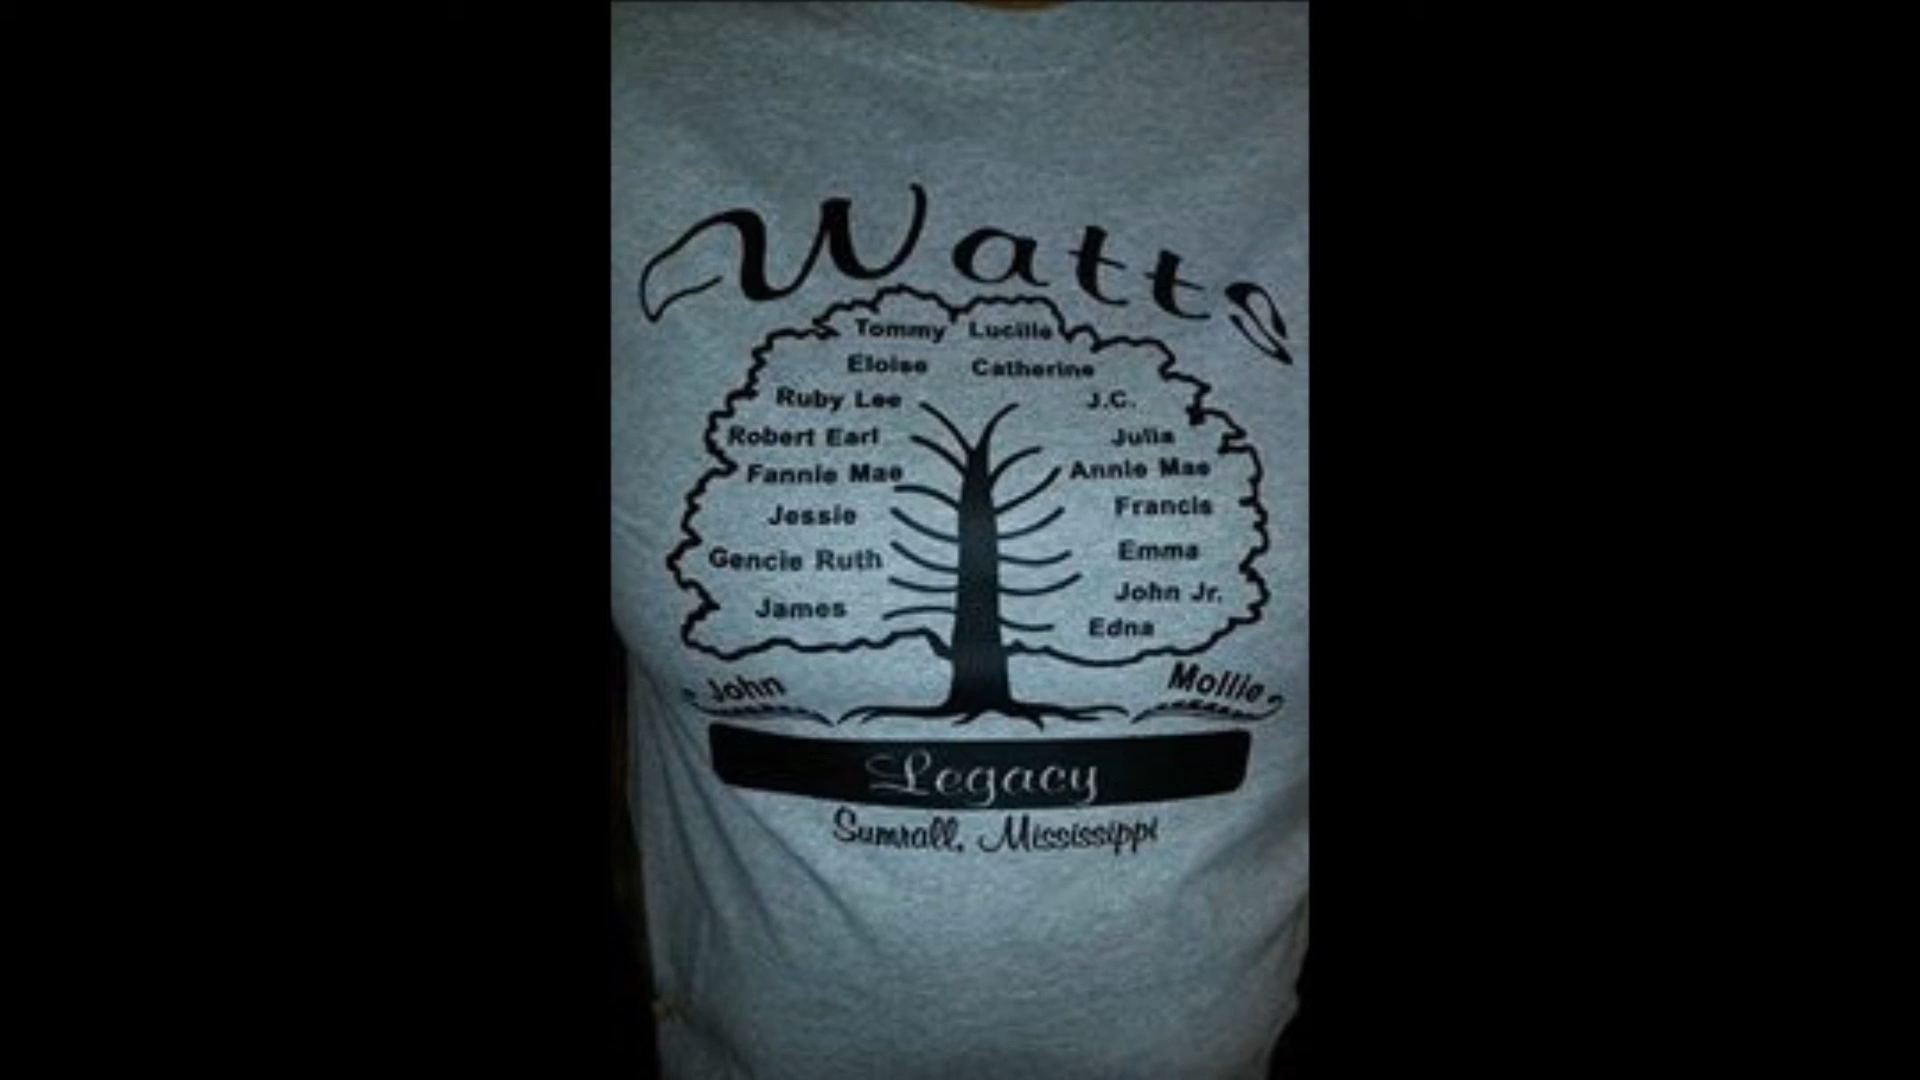 Watts
Tommy Lucille
Eloise Catherine
Ruby Lee J.C.
Robert Earl Julia
Fannie Mae Annie Mae
Jessie Francis
Gencie Ruth Emma
James John Jr.
Edna
John Mollie
Legacy
Sumrall, Mississippi